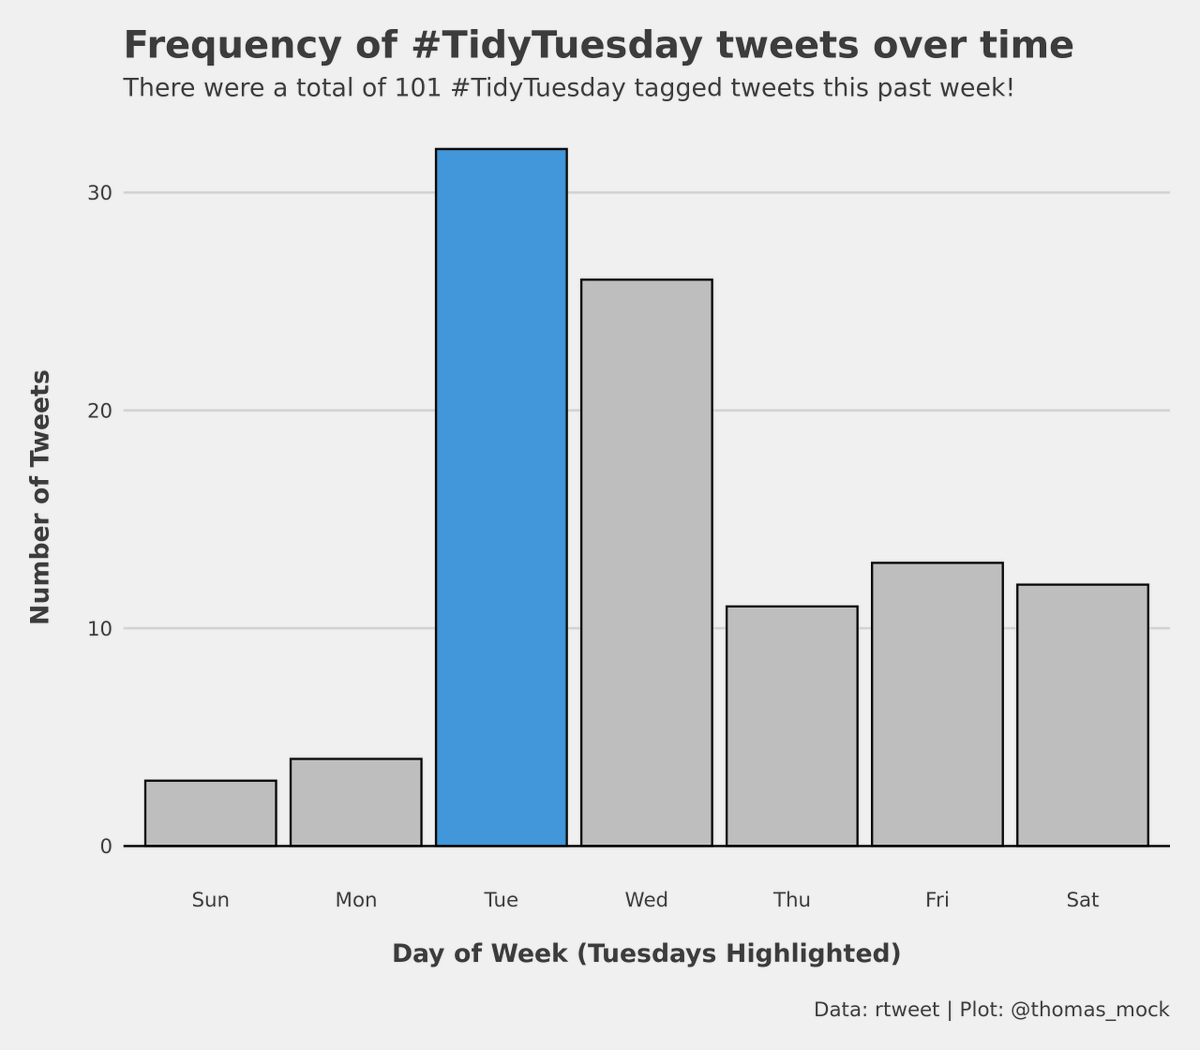 Frequency of #TidyTuesday tweets over time
There were a total of 101 #TidyTuesday tagged tweets this past week!
30
20
10
0
Number of Tweets
Sun Mon Tue Wed Thu Fri Sat
Day of Week (Tuesdays Highlighted)
Data: rtweet | Plot: @thomas_mock